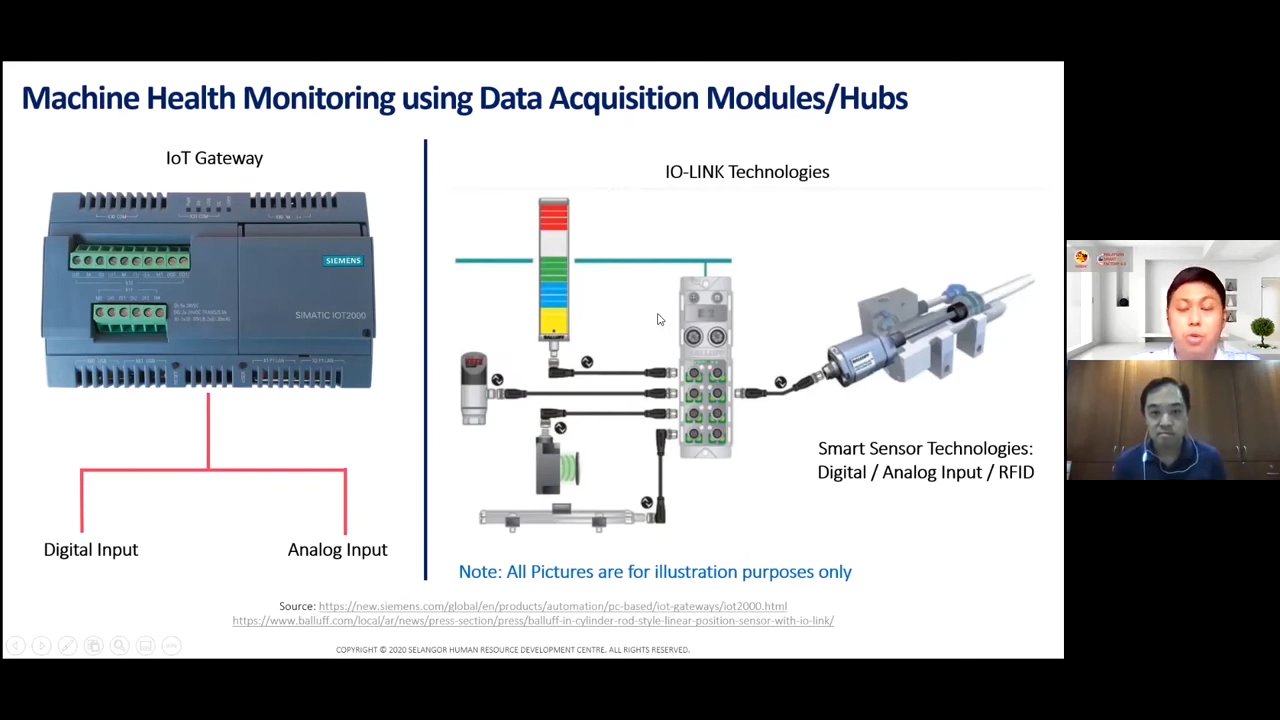 Machine Health Monitoring using Data Acquisition Modules/Hubs
IoT Gateway
IO-LINK Technologies
SIEMENS
SIMATIC IOT2000
BALLUFF
Smart Sensor Technologies:
Digital / Analog Input / RFID
Digital Input
Analog Input
Note: All Pictures are for illustration purposes only
Source: https://new.siemens.com/global/en/products/automation/pc-based/iot-gateways/iot2000.html
https://www.balluff.com/local/ar/news/press-section/press/balluff-in-cylinder-rod-style-linear-position-sensor-with-io-link/
COPYRIGHT © 2020 SELANGOR HUMAN RESOURCE DEVELOPMENT CENTRE. ALL RIGHTS RESERVED.